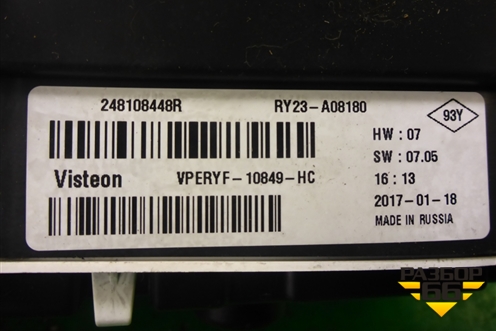 248108448R RY23-A08180
93Y
HW : 07
SW : 07.05
Visteon VPERYF-10849-HC
16 : 13
2017-01-18
MADE IN RUSSIA
РАЗБОР
66